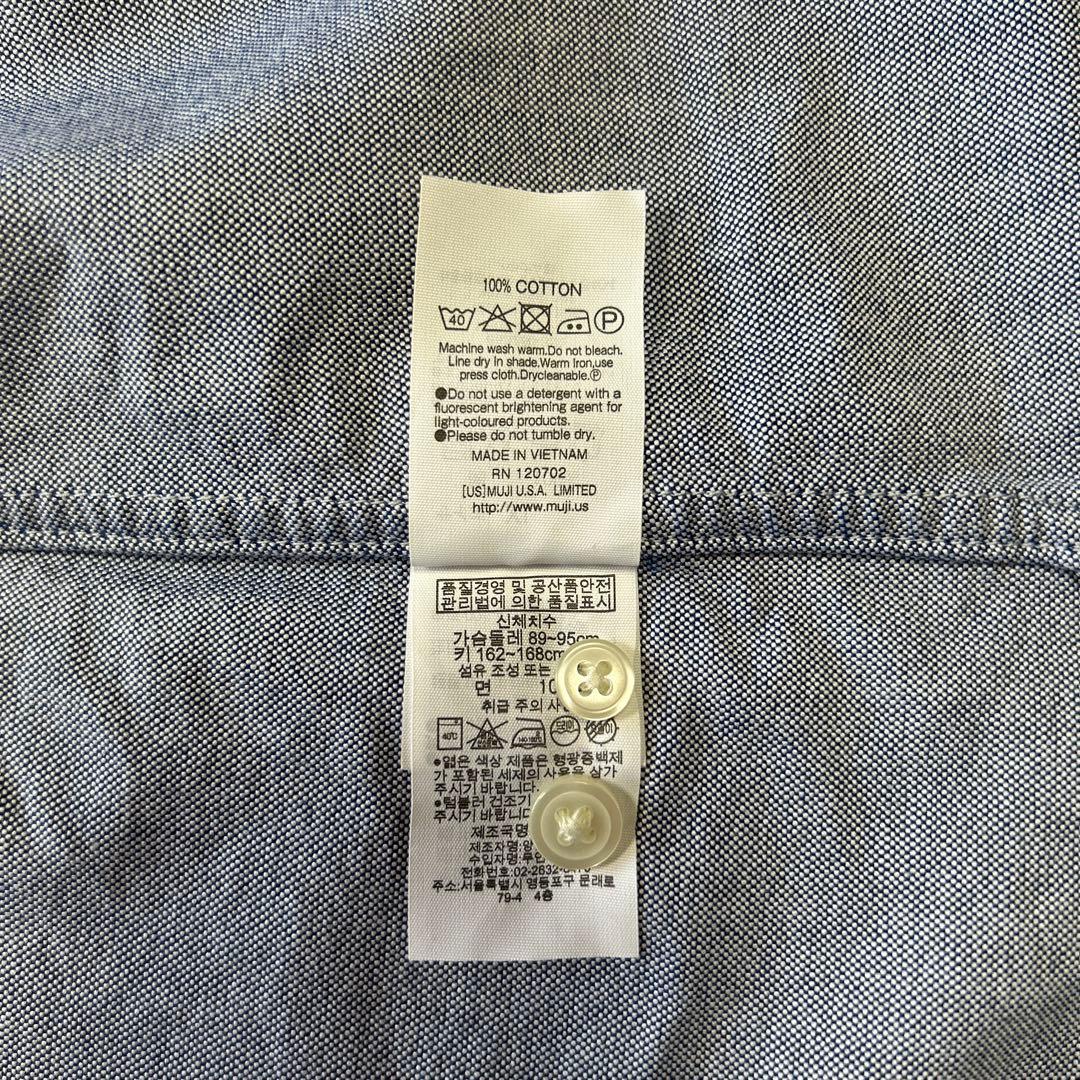 100% COTTON
40
P
Machine wash warm.Do not bleach.
Line dry in shade.Warm iron,use
press cloth.Drycleanable.Ⓟ
●Do not use a detergent with a
fluorescent brightening agent for
light-coloured products.
●Please do not tumble dry.
MADE IN VIETNAM
RN 120702
[US]MUJI U.S.A. LIMITED
http://www.muji.us
품질경영 및 공산품안전
관리법에 의한 품질표시
신체치수
가슴둘레 89~95cm
키 162~168cm
섬유 조성 또는
면 10
취급 주의 사
40℃
●엷은 색상 제품은 형광증백제
가 포함된 세제의 사용을 삼가
주시기 바랍니다.
●텀블러 건조기
주시기 바랍니다
제조국명
제조자명:
수입자명:
전화번호:02-2632-
주소:서울특별시 영등포구 문래로
79-4 4층